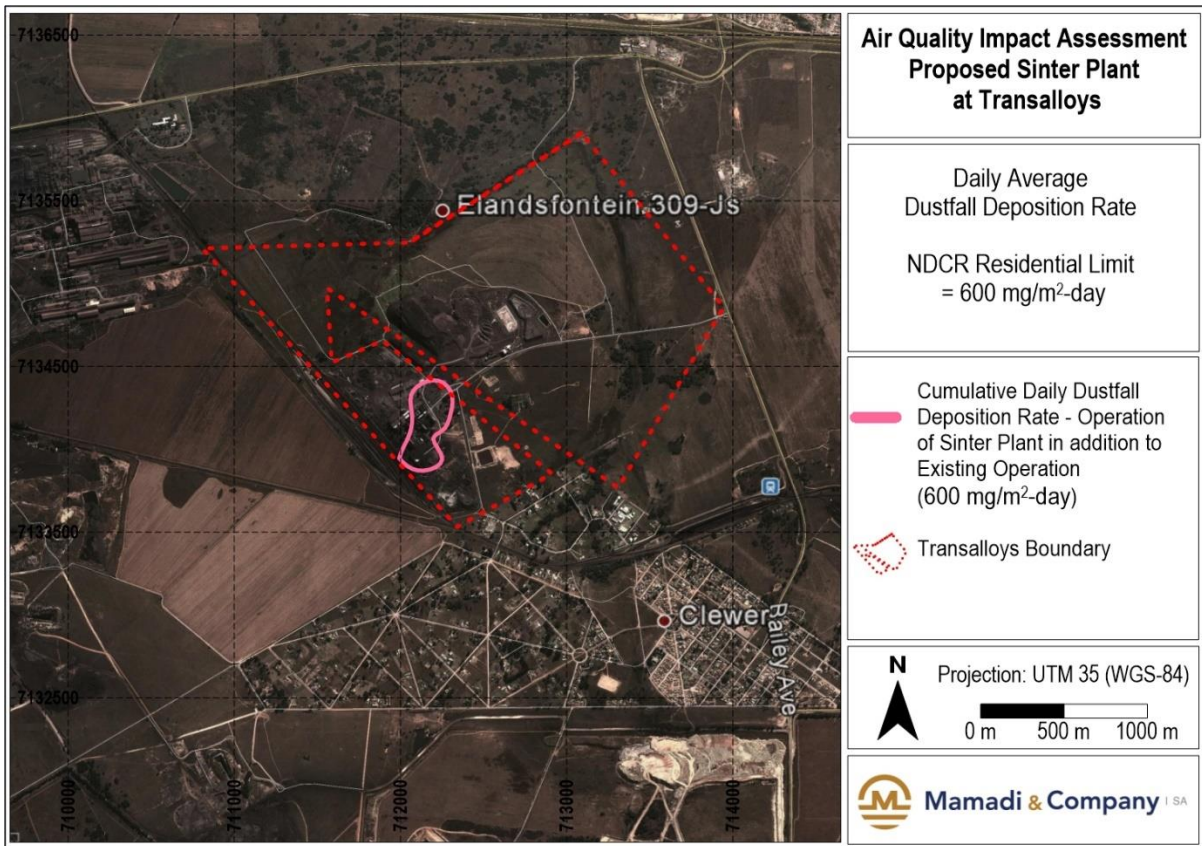 7136500
7135500
7134500
7133500
7132500
710000
711000
712000
713000
714000
Elandsfontein 309-Js
Clewer
Railey Ave
Air Quality Impact Assessment
Proposed Sinter Plant
at Transalloys
Daily Average
Dustfall Deposition Rate
NDCR Residential Limit
= 600 mg/m²-day
Cumulative Daily Dustfall
Deposition Rate - Operation
of Sinter Plant in addition to
Existing Operation
(600 mg/m²-day)
Transalloys Boundary
N
Projection: UTM 35 (WGS-84)
0 m 500 m 1000 m
M
Mamadi & Company | SA